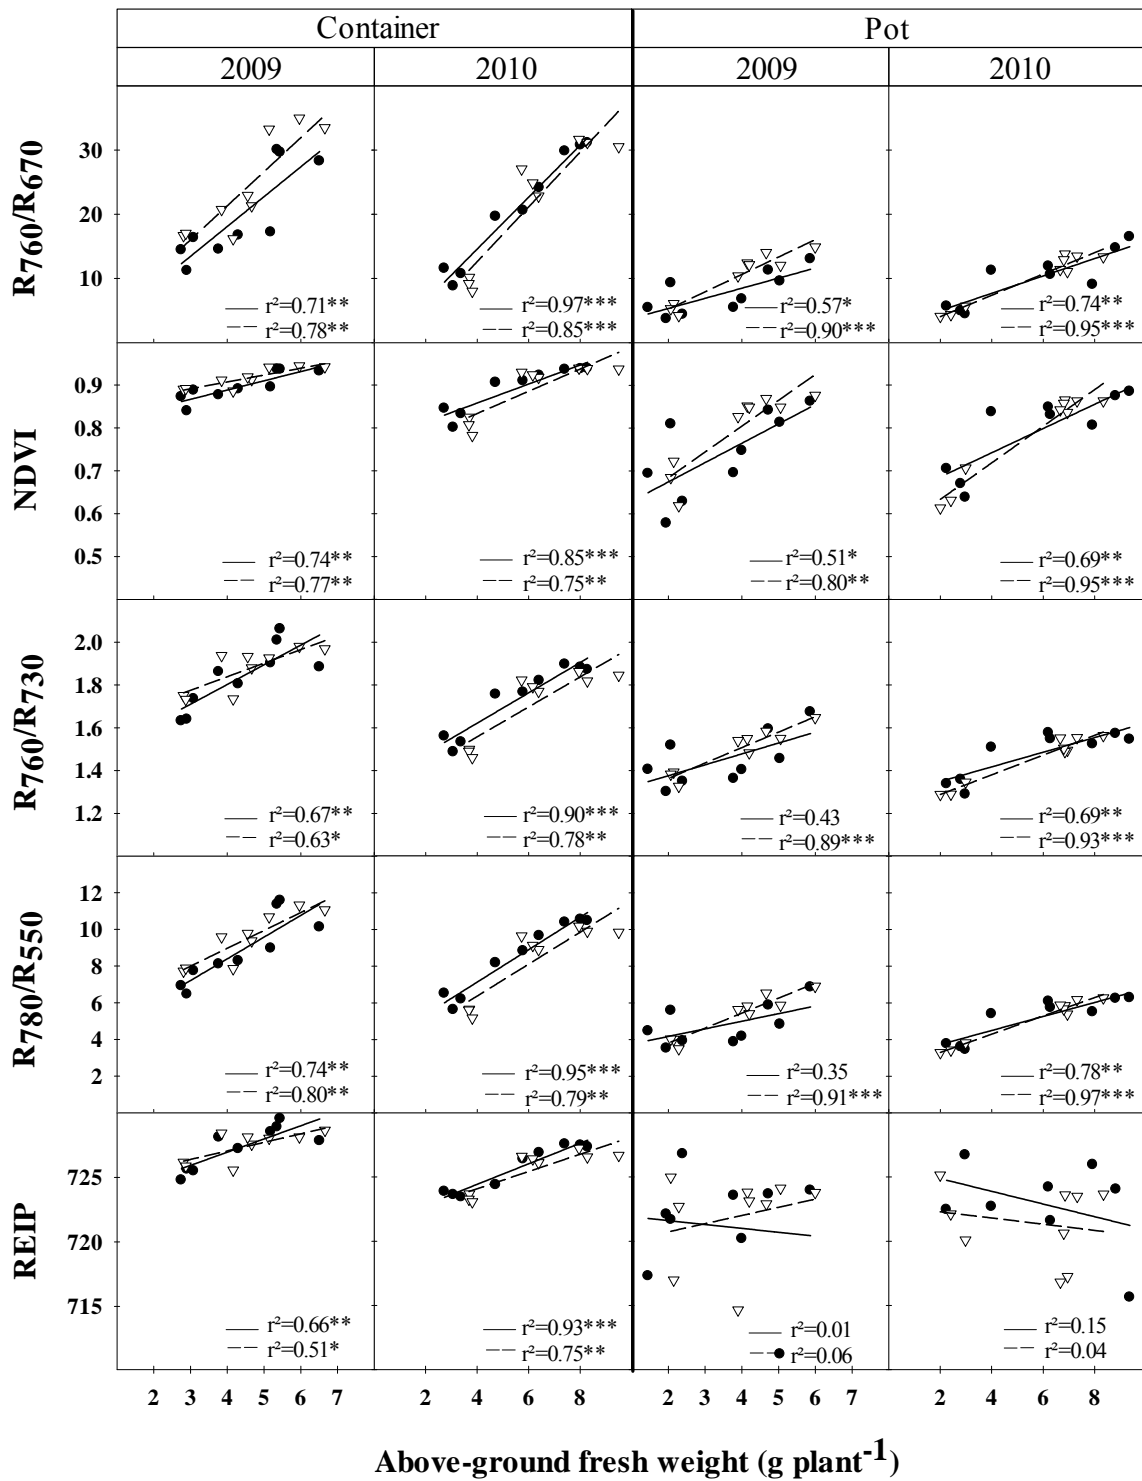 Container Pot
2009 2010 2009 2010
R760/R670
30
20
10
r²=0.71**
r²=0.78**
r²=0.97***
r²=0.85***
r²=0.57*
r²=0.90***
r²=0.74**
r²=0.95***
NDVI
0.9
0.8
0.7
0.6
0.5
r²=0.74**
r²=0.77**
r²=0.85***
r²=0.75**
r²=0.51*
r²=0.80**
r²=0.69**
r²=0.95***
R760/R730
2.0
1.8
1.6
1.4
1.2
r²=0.67**
r²=0.63*
r²=0.90***
r²=0.78**
r²=0.43
r²=0.89***
r²=0.69**
r²=0.93***
R780/R550
12
10
8
6
4
2
r²=0.74**
r²=0.80**
r²=0.95***
r²=0.79**
r²=0.35
r²=0.91***
r²=0.78**
r²=0.97***
REIP
725
720
715
r²=0.66**
r²=0.51*
r²=0.93***
r²=0.75**
r²=0.01
r²=0.06
r²=0.15
r²=0.04
2 3 4 5 6 7 2 4 6 8 2 3 4 5 6 7 2 4 6 8
Above-ground fresh weight (g plant-1)